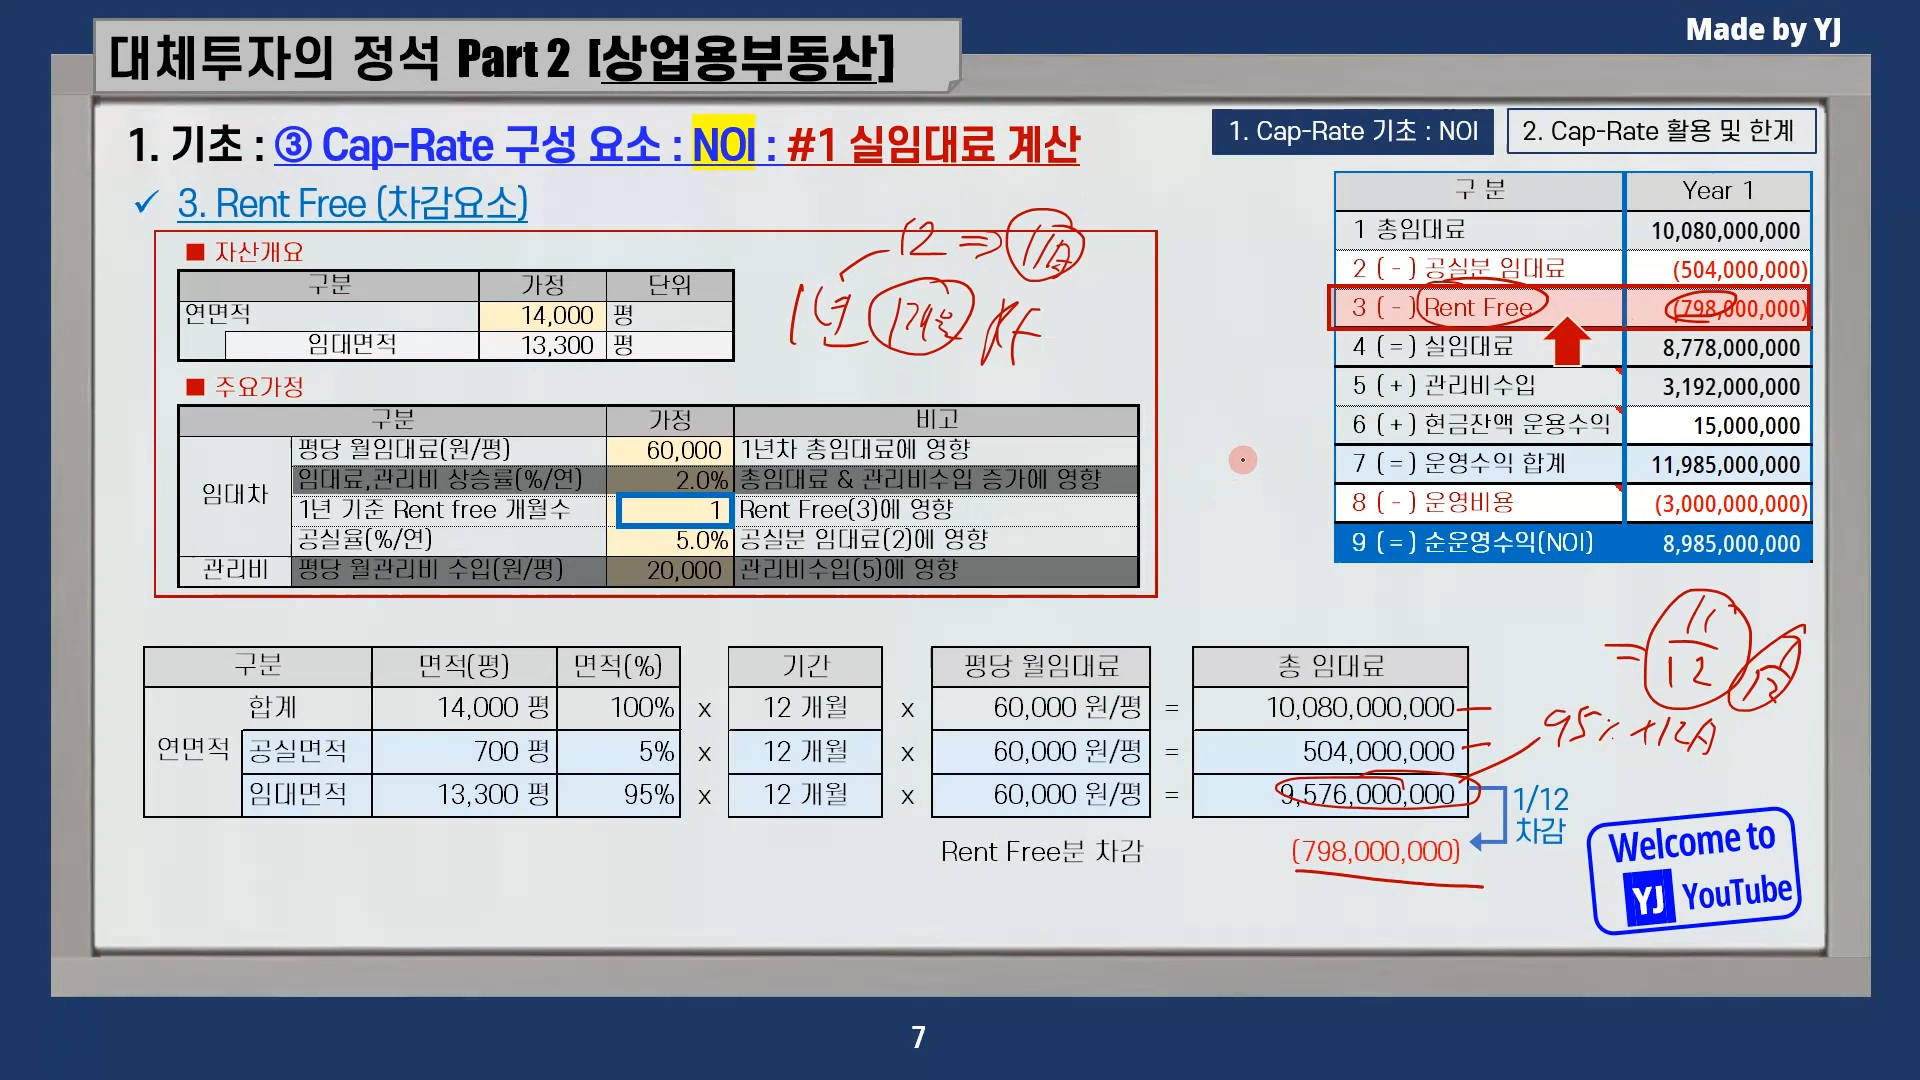 Made by YJ
대체투자의 정석 Part 2 [상업용부동산]
1. 기초 : ③ Cap-Rate 구성 요소 : NOI : #1 실임대료 계산
1. Cap-Rate 기초 : NOI
2. Cap-Rate 활용 및 한계
✓ 3. Rent Free (차감요소)
■ 자산개요
구분 가정 단위
연면적 14,000 평
임대면적 13,300 평
12 => 11
1년 1개월 RF
■ 주요가정
구분 가정 비고
임대차
평당 월임대료(원/평) 60,000 1년차 총임대료에 영향
임대료,관리비 상승률(%/연) 2.0% 총임대료 & 관리비수입 증가에 영향
1년 기준 Rent free 개월수 1 Rent Free(3)에 영향
공실율(%/연) 5.0% 공실분 임대료(2)에 영향
관리비 평당 월관리비 수입(원/평) 20,000 관리비수입(5)에 영향
구 분 Year 1
1 총임대료 10,080,000,000
2 ( - ) 공실분 임대료 (504,000,000)
3 ( - ) Rent Free (798,000,000)
4 ( = ) 실임대료 8,778,000,000
5 ( + ) 관리비수입 3,192,000,000
6 ( + ) 현금잔액 운용수익 15,000,000
7 ( = ) 운영수익 합계 11,985,000,000
8 ( - ) 운영비용 (3,000,000,000)
9 ( = ) 순운영수익(NOI) 8,985,000,000
구분 면적(평) 면적(%) 기간 평당 월임대료 총 임대료
연면적
합계 14,000 평 100% x 12 개월 x 60,000 원/평 = 10,080,000,000
공실면적 700 평 5% x 12 개월 x 60,000 원/평 = 504,000,000
임대면적 13,300 평 95% x 12 개월 x 60,000 원/평 = 9,576,000,000
= 11/12
95% x12
1/12
차감
Rent Free분 차감 (798,000,000)
Welcome to
YJ YouTube
7